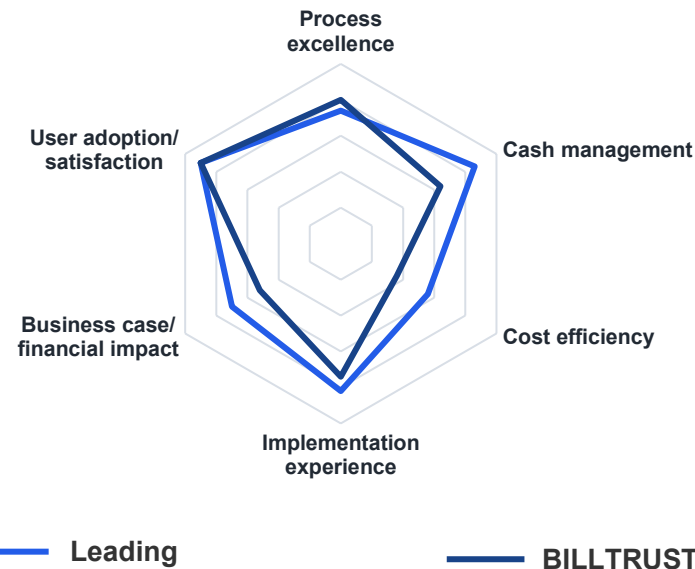 Process
excellence
User adoption/
satisfaction
Cash management
Business case/
financial impact
Cost efficiency
Implementation
experience
Leading
BILLTRUST